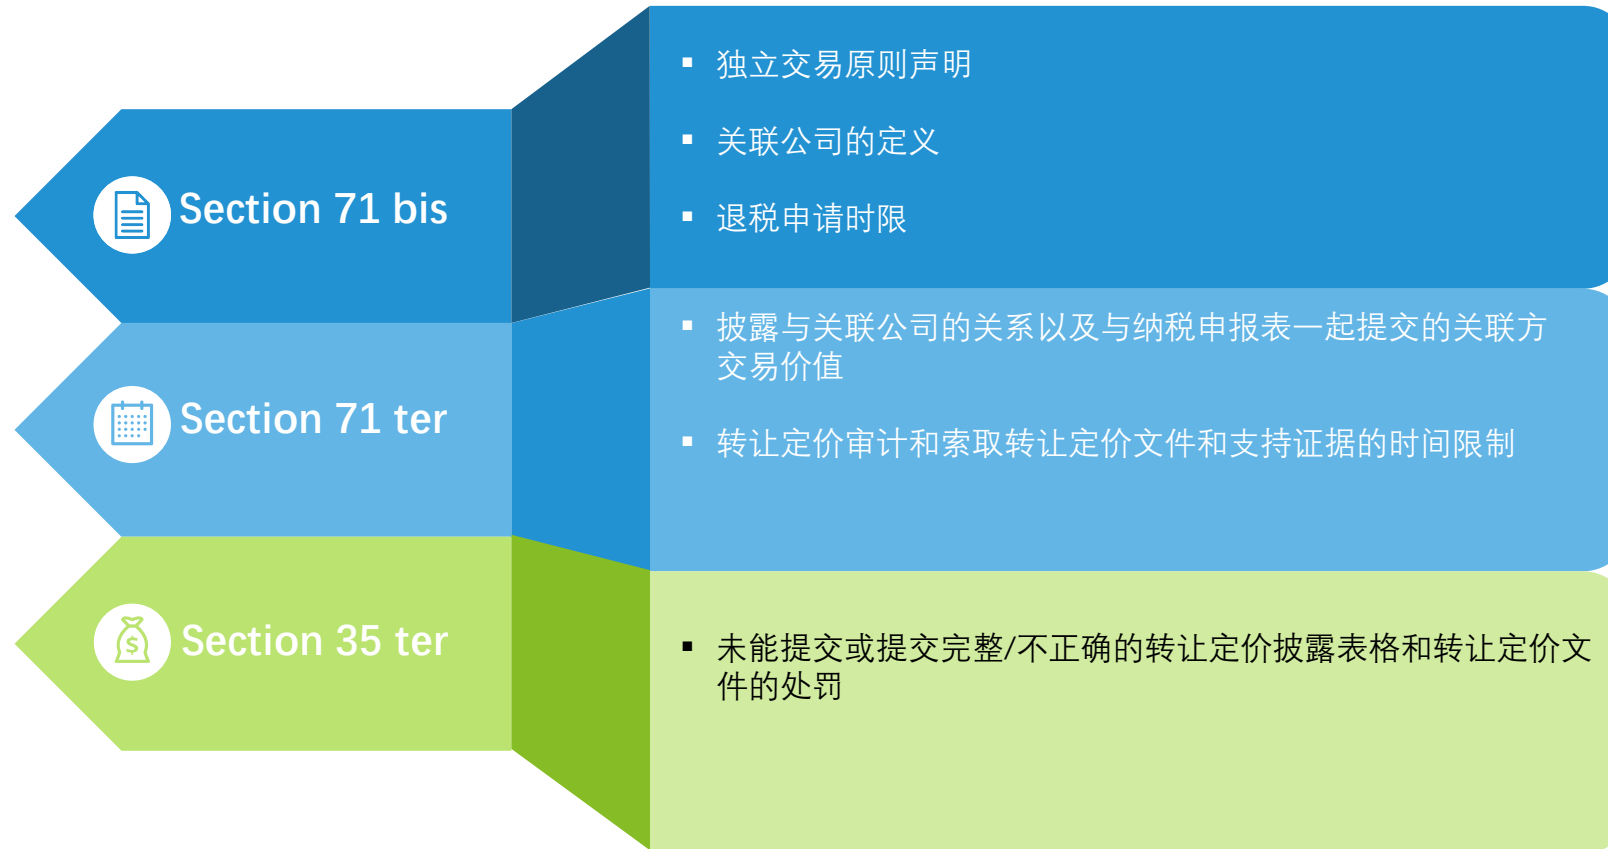 Section 71 bis
▪ 独立交易原则声明
▪ 关联公司的定义
▪ 退税申请时限
Section 71 ter
▪ 披露与关联公司的关系以及与纳税申报表一起提交的关联方
交易价值
▪ 转让定价审计和索取转让定价文件和支持证据的时间限制
Section 35 ter
▪ 未能提交或提交完整/不正确的转让定价披露表格和转让定价文
件的处罚